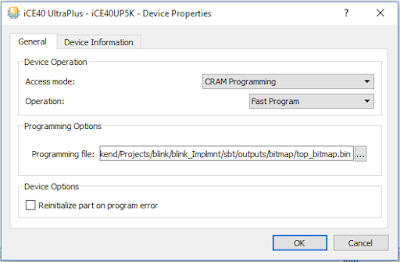 iCE40 UltraPlus - iCE40UP5K - Device Properties
General Device Information
Device Operation
Access mode: CRAM Programming
Operation: Fast Program
Programming Options
Programming file: kend/Projects/blink/blink_Implmnt/sbt/outputs/bitmap/top_bitmap.bin ...
Device Options
Reinitialize part on program error
OK Cancel